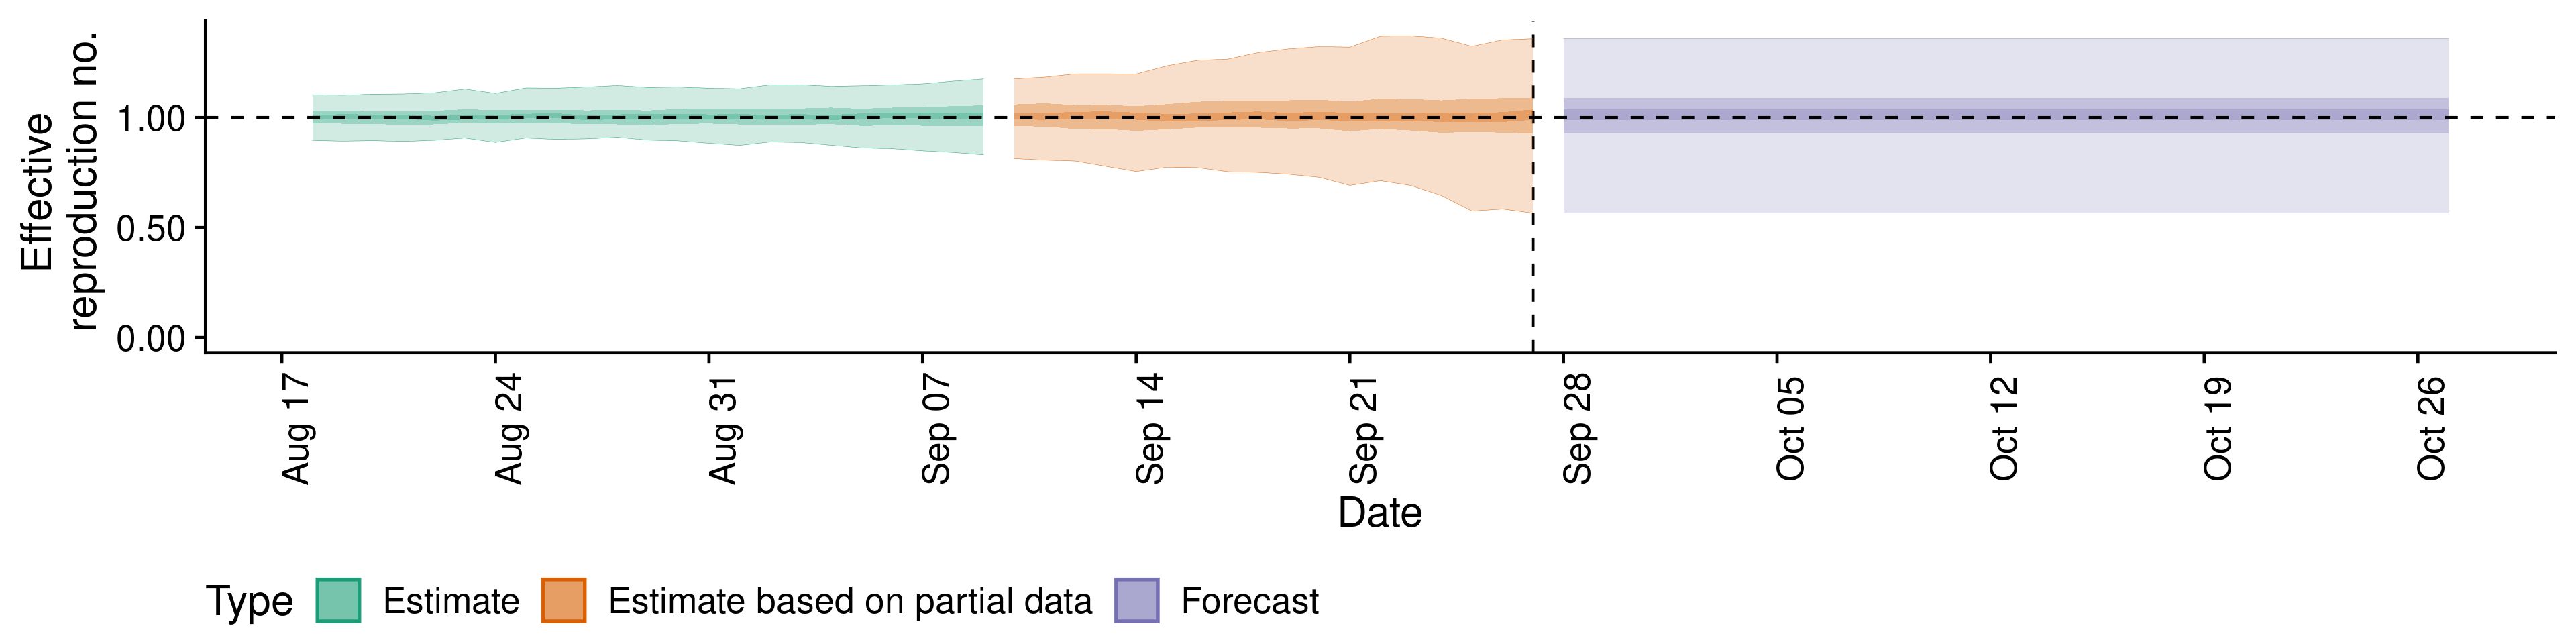 Effective
reproduction no.
1.00
0.50
0.00
Aug 17
Aug 24
Aug 31
Sep 07
Sep 14
Sep 21
Sep 28
Oct 05
Oct 12
Oct 19
Oct 26
Date
Type Estimate Estimate based on partial data Forecast